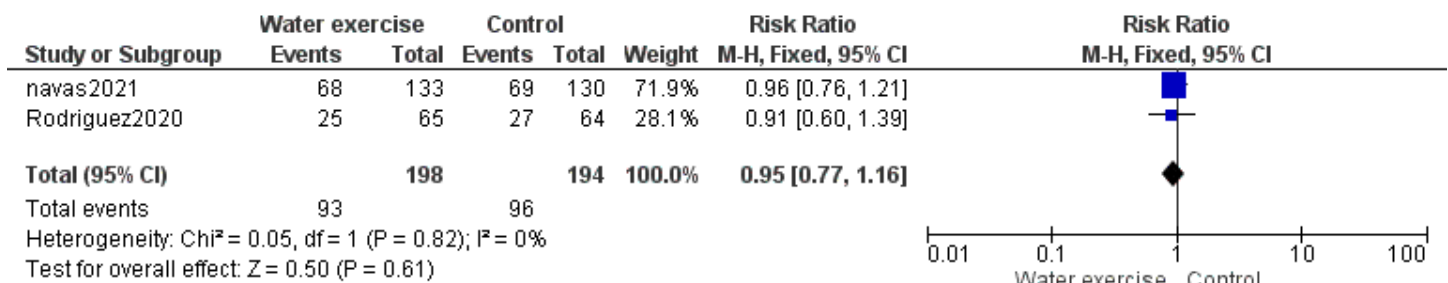 Water exercise Control Risk Ratio Risk Ratio
Study or Subgroup Events Total Events Total Weight M-H, Fixed, 95% CI M-H, Fixed, 95% CI
navas2021 68 133 69 130 71.9% 0.96 [0.76, 1.21]
Rodriguez2020 25 65 27 64 28.1% 0.91 [0.60, 1.39]
Total (95% CI) 198 194 100.0% 0.95 [0.77, 1.16]
Total events 93 96
Heterogeneity: Chi² = 0.05, df = 1 (P = 0.82); I² = 0%
Test for overall effect: Z = 0.50 (P = 0.61)
0.01 0.1 1 10 100
Water exercise Control